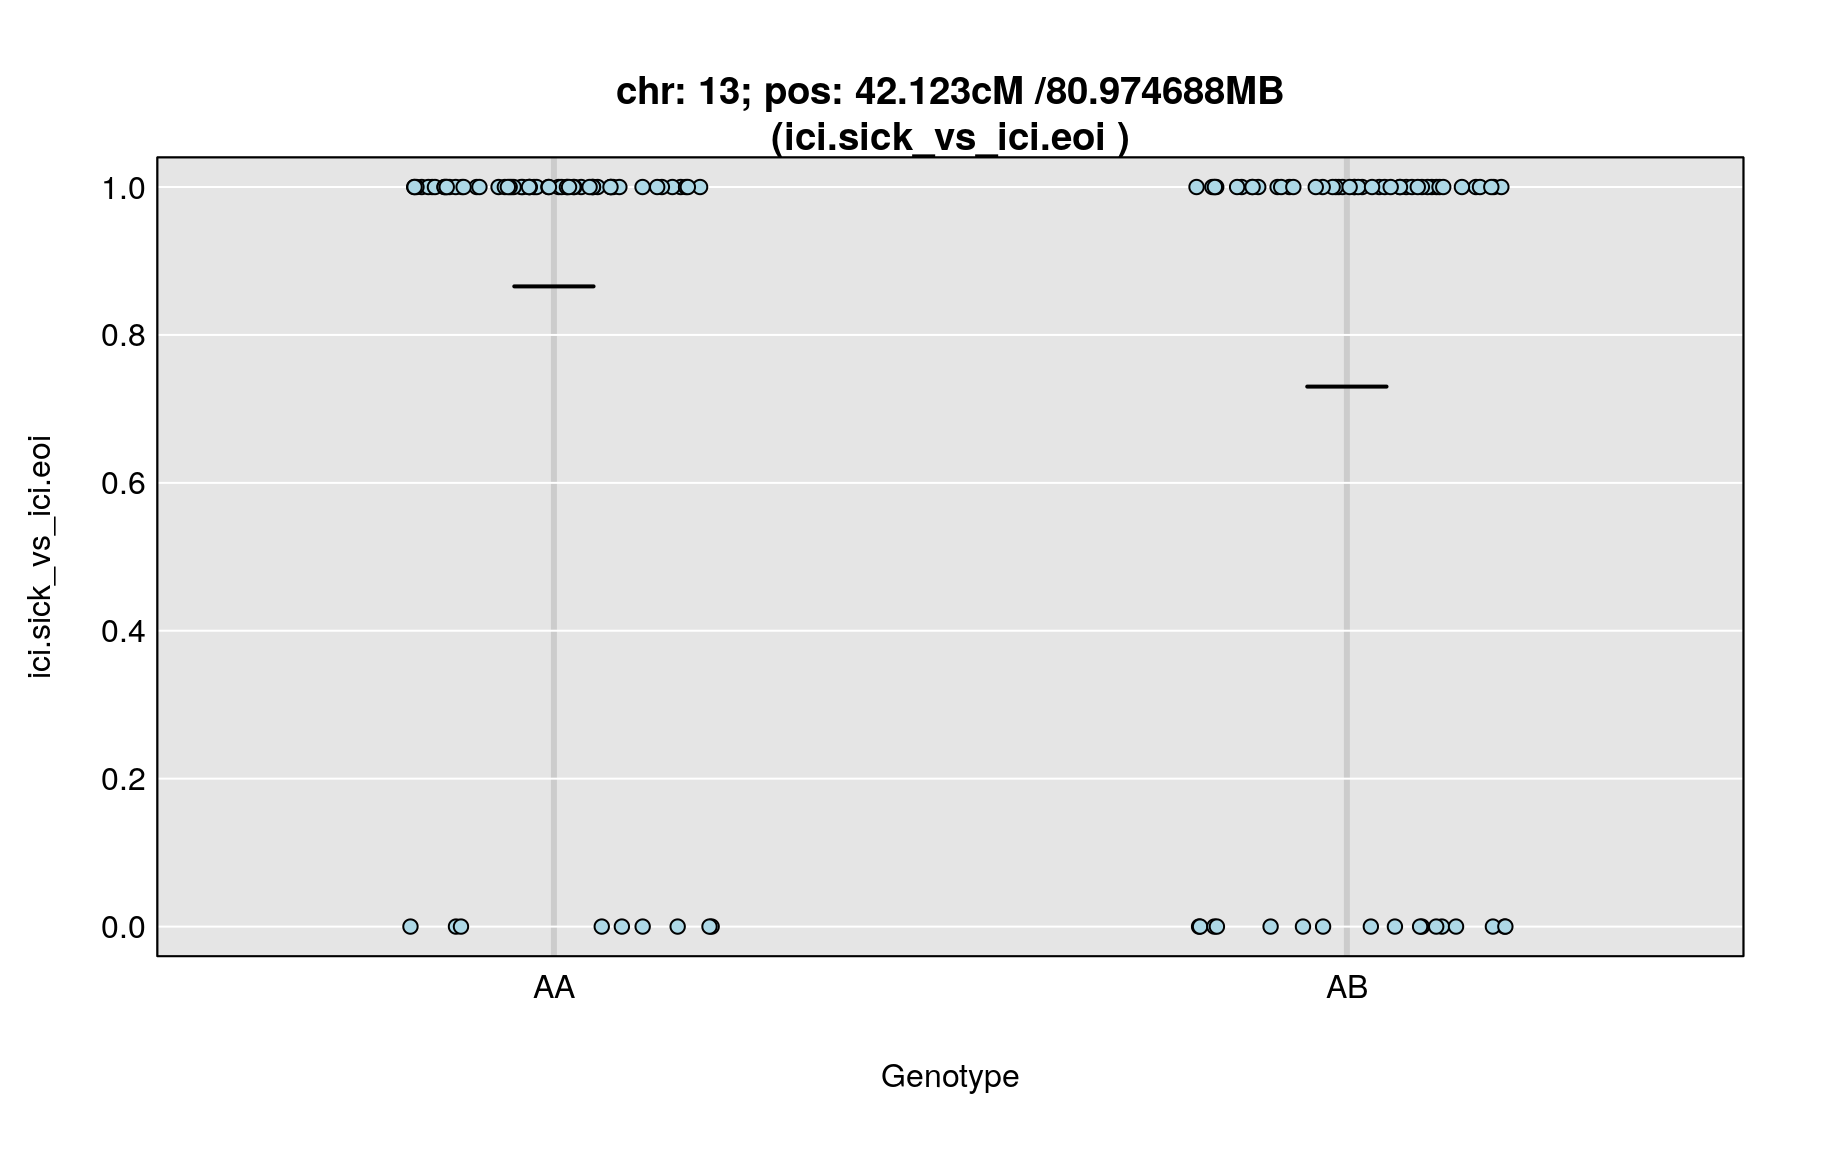 chr: 13; pos: 42.123cM /80.974688MB
(ici.sick_vs_ici.eoi )
ici.sick_vs_ici.eoi
1.0
0.8
0.6
0.4
0.2
0.0
AA
AB
Genotype